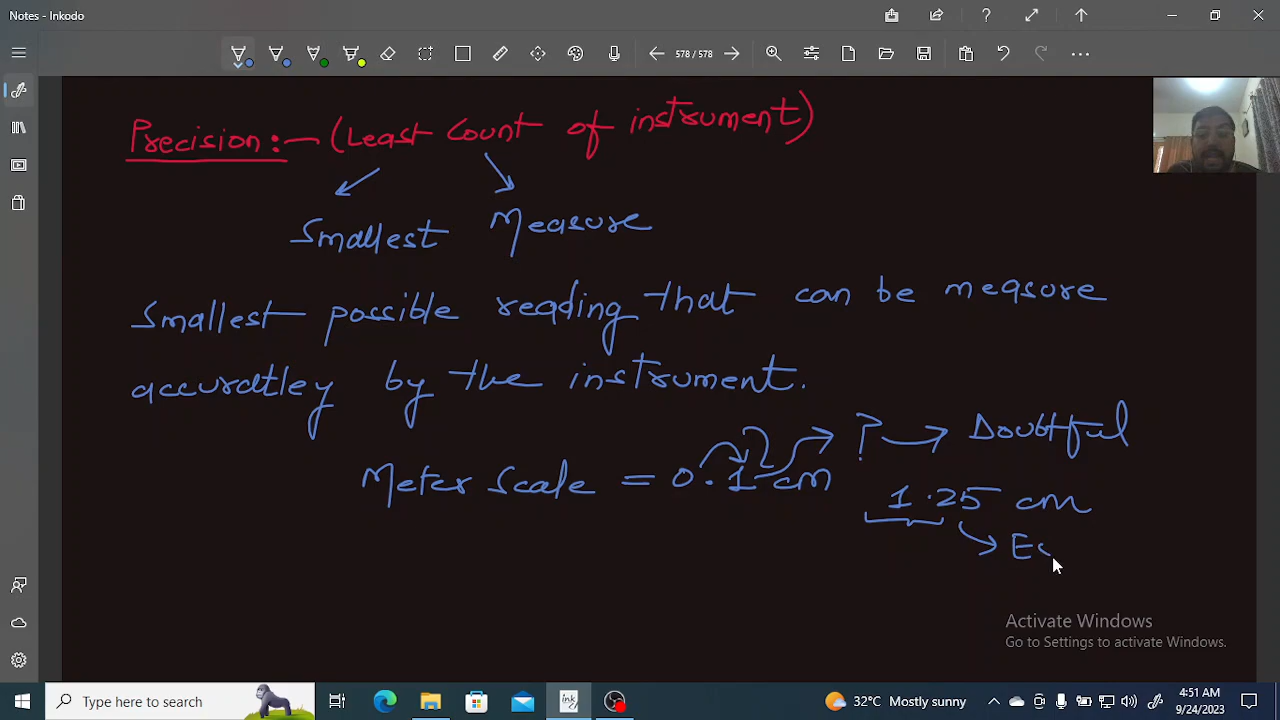 Notes - Inkodo
578 / 578
Precision:- (Least Count of instrument)
Smallest Measure
Smallest possible reading that can be measure
accuratley by the instrument.
? → Doubtful
Meter Scale = 0.1 cm
1.25 cm
Activate Windows
Go to Settings to activate Windows.
Type here to search
ink
32°C Mostly sunny
4:51 AM
9/24/2023